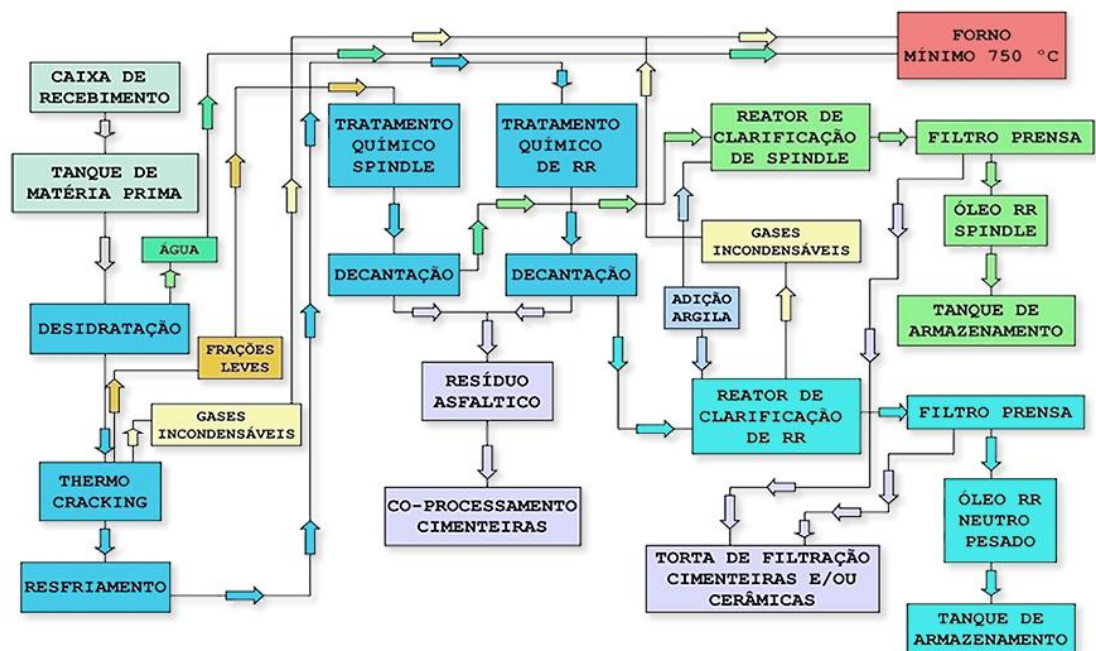 FORNO
MÍNIMO 750 °C
CAIXA DE
RECEBIMENTO
TRATAMENTO
QUÍMICO
SPINDLE
TRATAMENTO
QUÍMICO
DE RR
REATOR DE
CLARIFICAÇÃO
DE SPINDLE
FILTRO PRENSA
TANQUE DE
MATÉRIA PRIMA
ÓLEO RR
SPINDLE
ÁGUA
GASES
INCONDENSÁVEIS
DECANTAÇÃO
DECANTAÇÃO
ADIÇÃO
ARGILA
TANQUE DE
ARMAZENAMENTO
DESIDRATAÇÃO
FRAÇÕES
LEVES
RESÍDUO
ASFALTICO
REATOR DE
CLARIFICAÇÃO
DE RR
FILTRO PRENSA
GASES
INCONDENSÁVEIS
THERMO
CRACKING
CO-PROCESSAMENTO
CIMENTEIRAS
ÓLEO RR
NEUTRO
PESADO
RESFRIAMENTO
TORTA DE FILTRAÇÃO
CIMENTEIRAS E/OU
CERÂMICAS
TANQUE DE
ARMAZENAMENTO